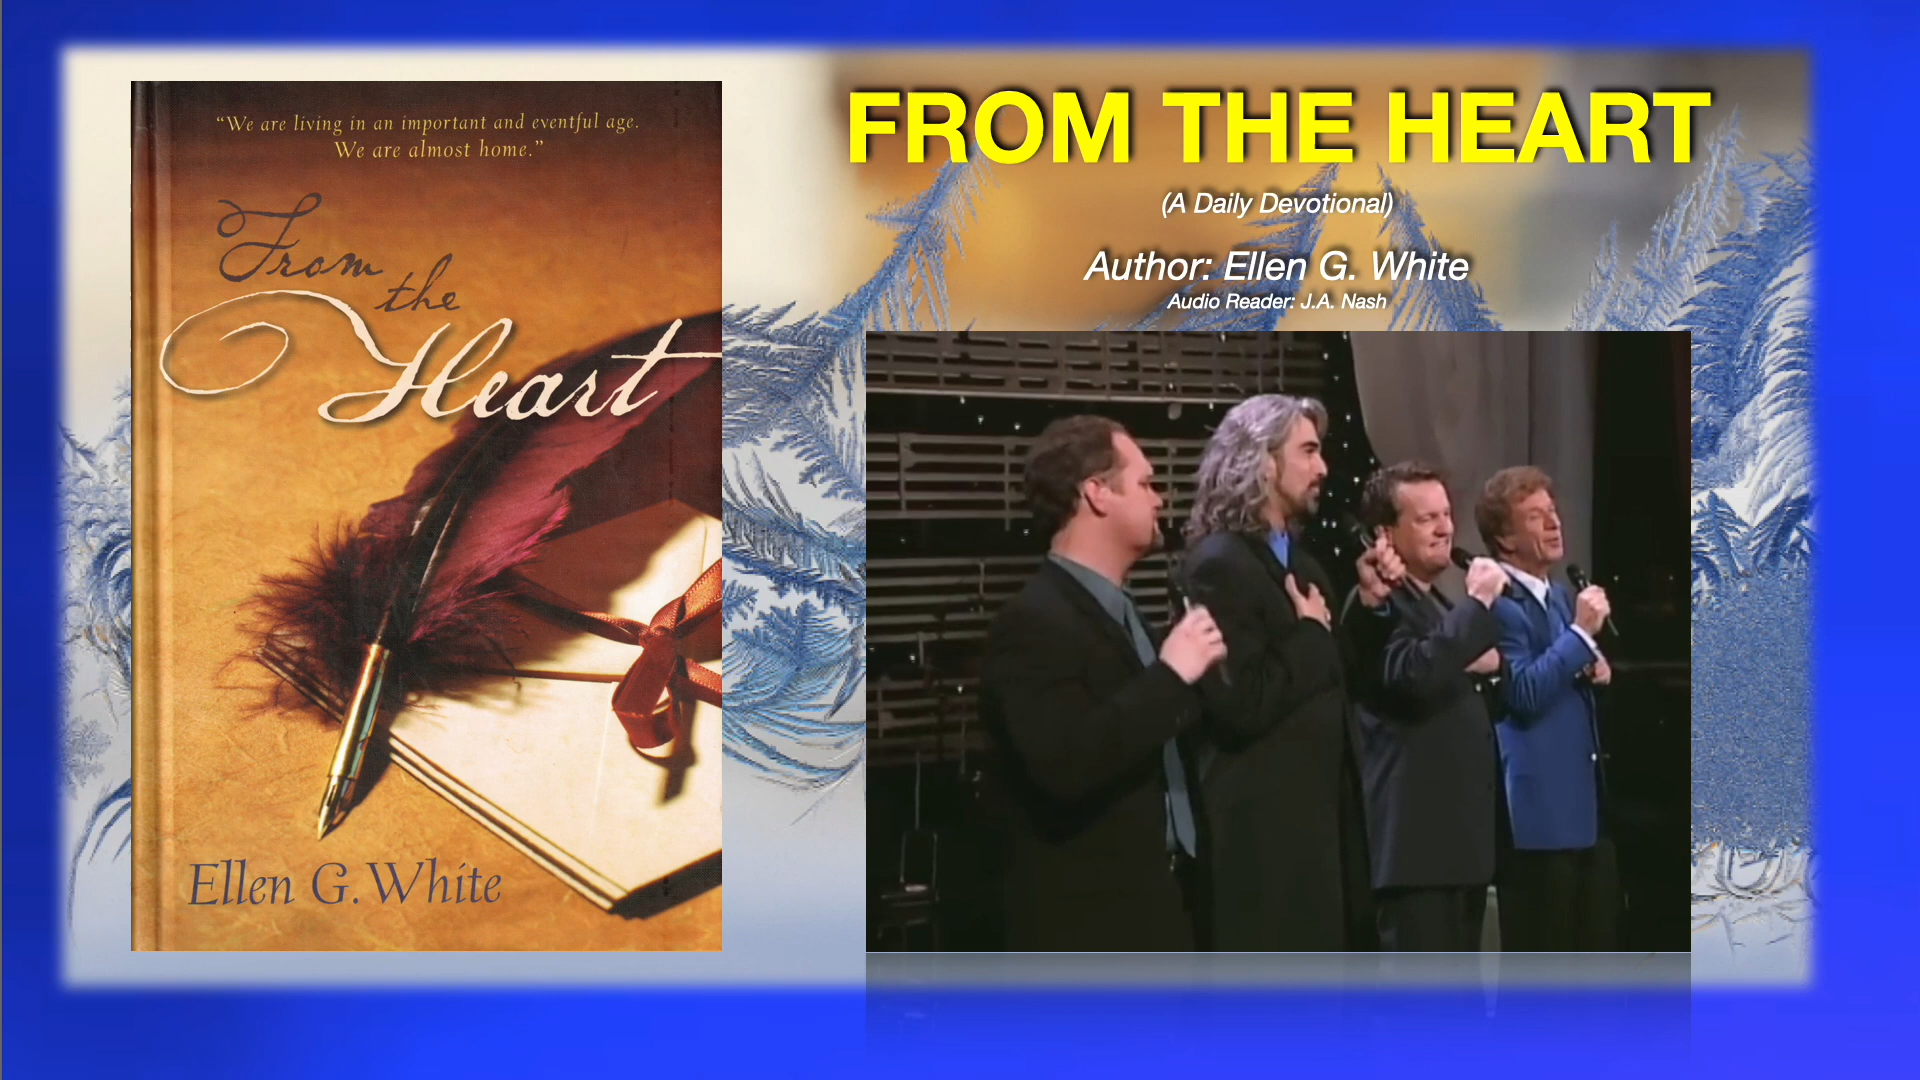 “We are living in an important and eventful age.
We are almost home.”
From
the
Heart
Ellen G. White
FROM THE HEART
(A Daily Devotional)
Author: Ellen G. White
Audio Reader: J.A. Nash